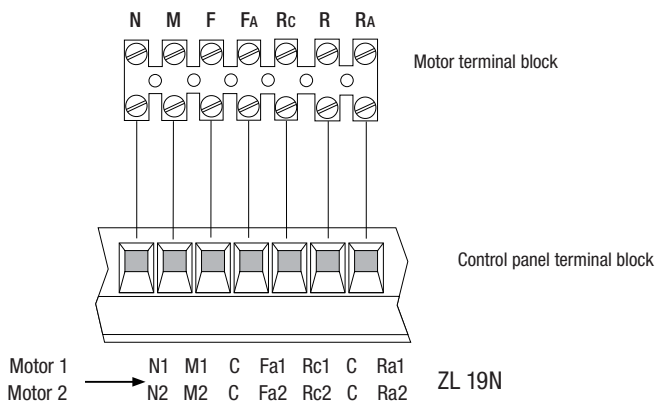 N M F FA RC R RA
Motor terminal block
Control panel terminal block
Motor 1 N1 M1 C Fa1 Rc1 C Ra1
Motor 2 N2 M2 C Fa2 Rc2 C Ra2
ZL 19N